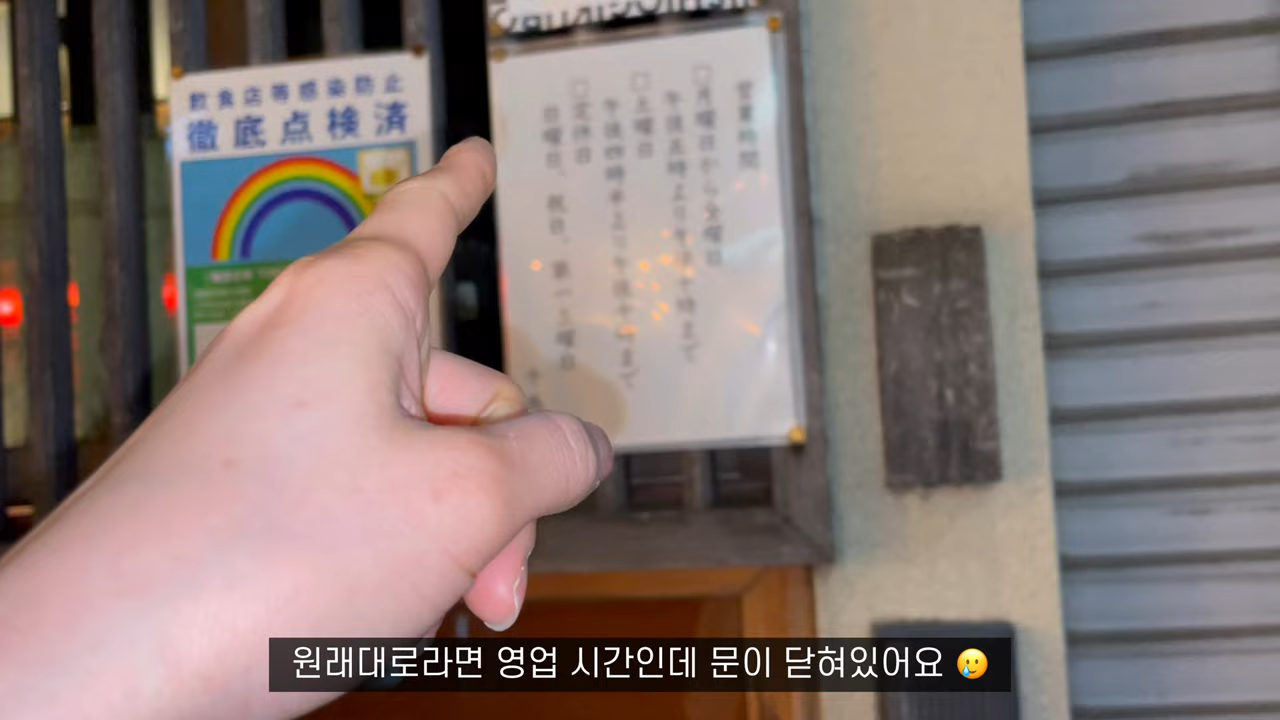 飲食店等感染防止
徹底点検済
営業時間
□月曜日から金曜日
午後五時より午後十時まで
□土曜日
午後四時半より午後十時まで
□定休日
日曜日、祝日、第一土曜日
원래대로라면 영업 시간인데 문이 닫혀있어요 🥲